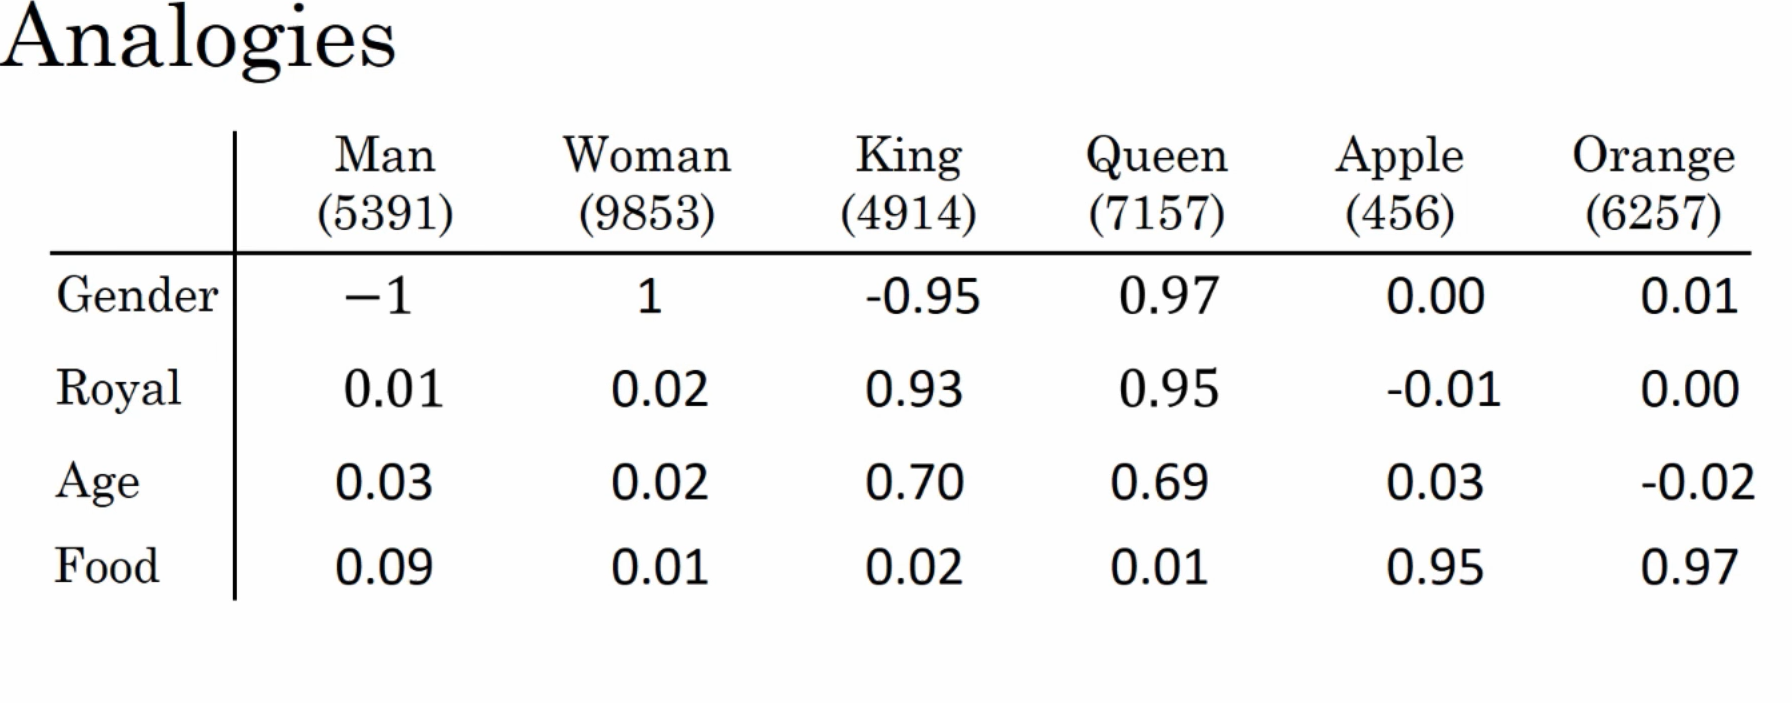 Analogies
Man Woman King Queen Apple Orange
(5391) (9853) (4914) (7157) (456) (6257)
Gender −1 1 -0.95 0.97 0.00 0.01
Royal 0.01 0.02 0.93 0.95 -0.01 0.00
Age 0.03 0.02 0.70 0.69 0.03 -0.02
Food 0.09 0.01 0.02 0.01 0.95 0.97